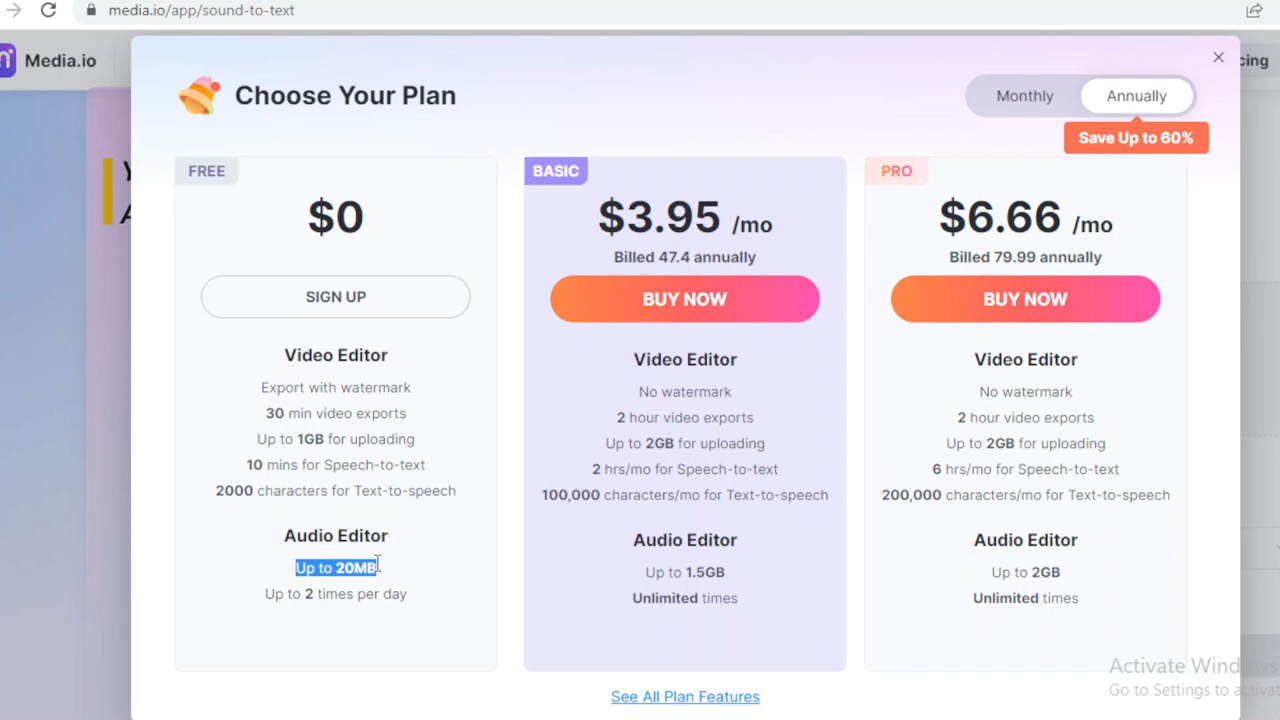 media.io/app/sound-to-text
Media.io
cing
Choose Your Plan
Monthly
Annually
Save Up to 60%
FREE
$0
SIGN UP
Video Editor
Export with watermark
30 min video exports
Up to 1GB for uploading
10 mins for Speech-to-text
2000 characters for Text-to-speech
Audio Editor
Up to 20MB
Up to 2 times per day
BASIC
$3.95 /mo
Billed 47.4 annually
BUY NOW
Video Editor
No watermark
2 hour video exports
Up to 2GB for uploading
2 hrs/mo for Speech-to-text
100,000 characters/mo for Text-to-speech
Audio Editor
Up to 1.5GB
Unlimited times
PRO
$6.66 /mo
Billed 79.99 annually
BUY NOW
Video Editor
No watermark
2 hour video exports
Up to 2GB for uploading
6 hrs/mo for Speech-to-text
200,000 characters/mo for Text-to-speech
Audio Editor
Up to 2GB
Unlimited times
See All Plan Features
Activate Windows
Go to Settings to activat